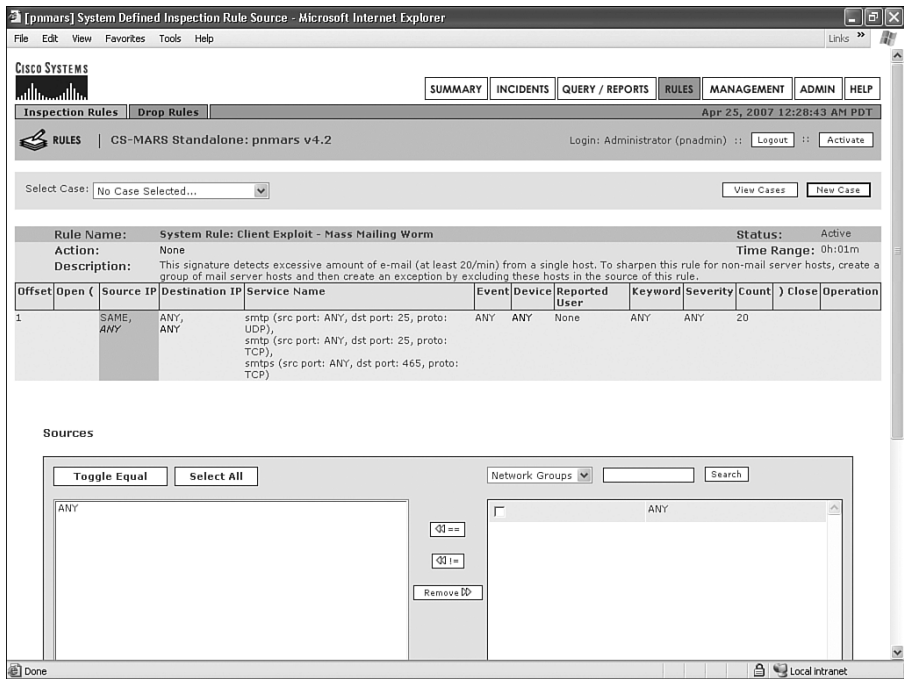 [pnmars] System Defined Inspection Rule Source - Microsoft Internet Explorer
File Edit View Favorites Tools Help
Links »
CISCO SYSTEMS
SUMMARY INCIDENTS QUERY / REPORTS RULES MANAGEMENT ADMIN HELP
Inspection Rules Drop Rules
Apr 25, 2007 12:28:43 AM PDT
RULES | CS-MARS Standalone: pnmars v4.2
Login: Administrator (pnadmin) :: Logout :: Activate
Select Case: No Case Selected...
View Cases New Case
Rule Name: System Rule: Client Exploit - Mass Mailing Worm Status: Active
Action: None Time Range: 0h:01m
Description: This signature detects excessive amount of e-mail (at least 20/min) from a single host. To sharpen this rule for non-mail server hosts, create a
group of mail server hosts and then create an exception by excluding these hosts in the source of this rule.
Offset Open ( Source IP Destination IP Service Name Event Device Reported User Keyword Severity Count ) Close Operation
1 SAME, ANY, smtp (src port: ANY, dst port: 25, proto: ANY ANY None ANY ANY 20
ANY ANY UDP),
smtp (src port: ANY, dst port: 25, proto:
TCP),
smtps (src port: ANY, dst port: 465, proto:
TCP)
Sources
Toggle Equal Select All
Network Groups Search
ANY
ANY
==
!=
Remove
Done
Local intranet